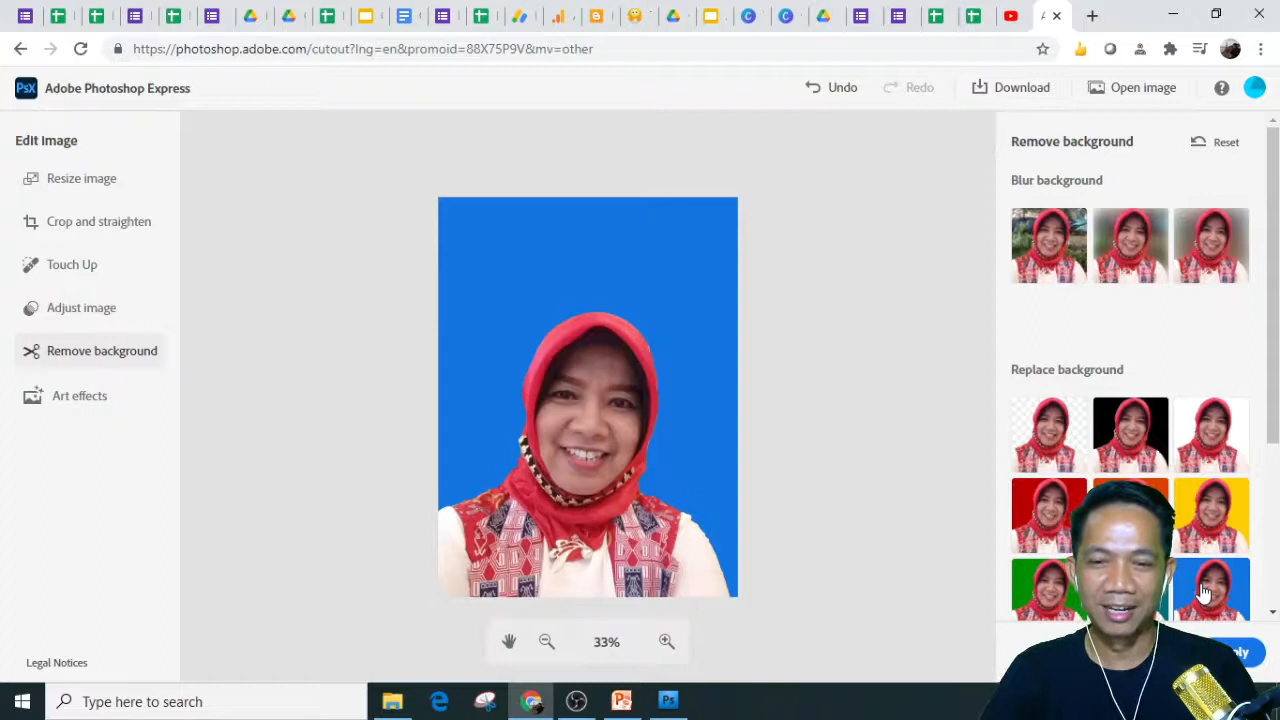 https://photoshop.adobe.com/cutout?lng=en&promoid=88X75P9V&mv=other
PsX
Adobe Photoshop Express
Undo
Redo
Download
Open image
Edit Image
Resize image
Crop and straighten
Touch Up
Adjust image
Remove background
Art effects
Legal Notices
33%
Remove background
Reset
Blur background
Replace background
Type here to search
Ps